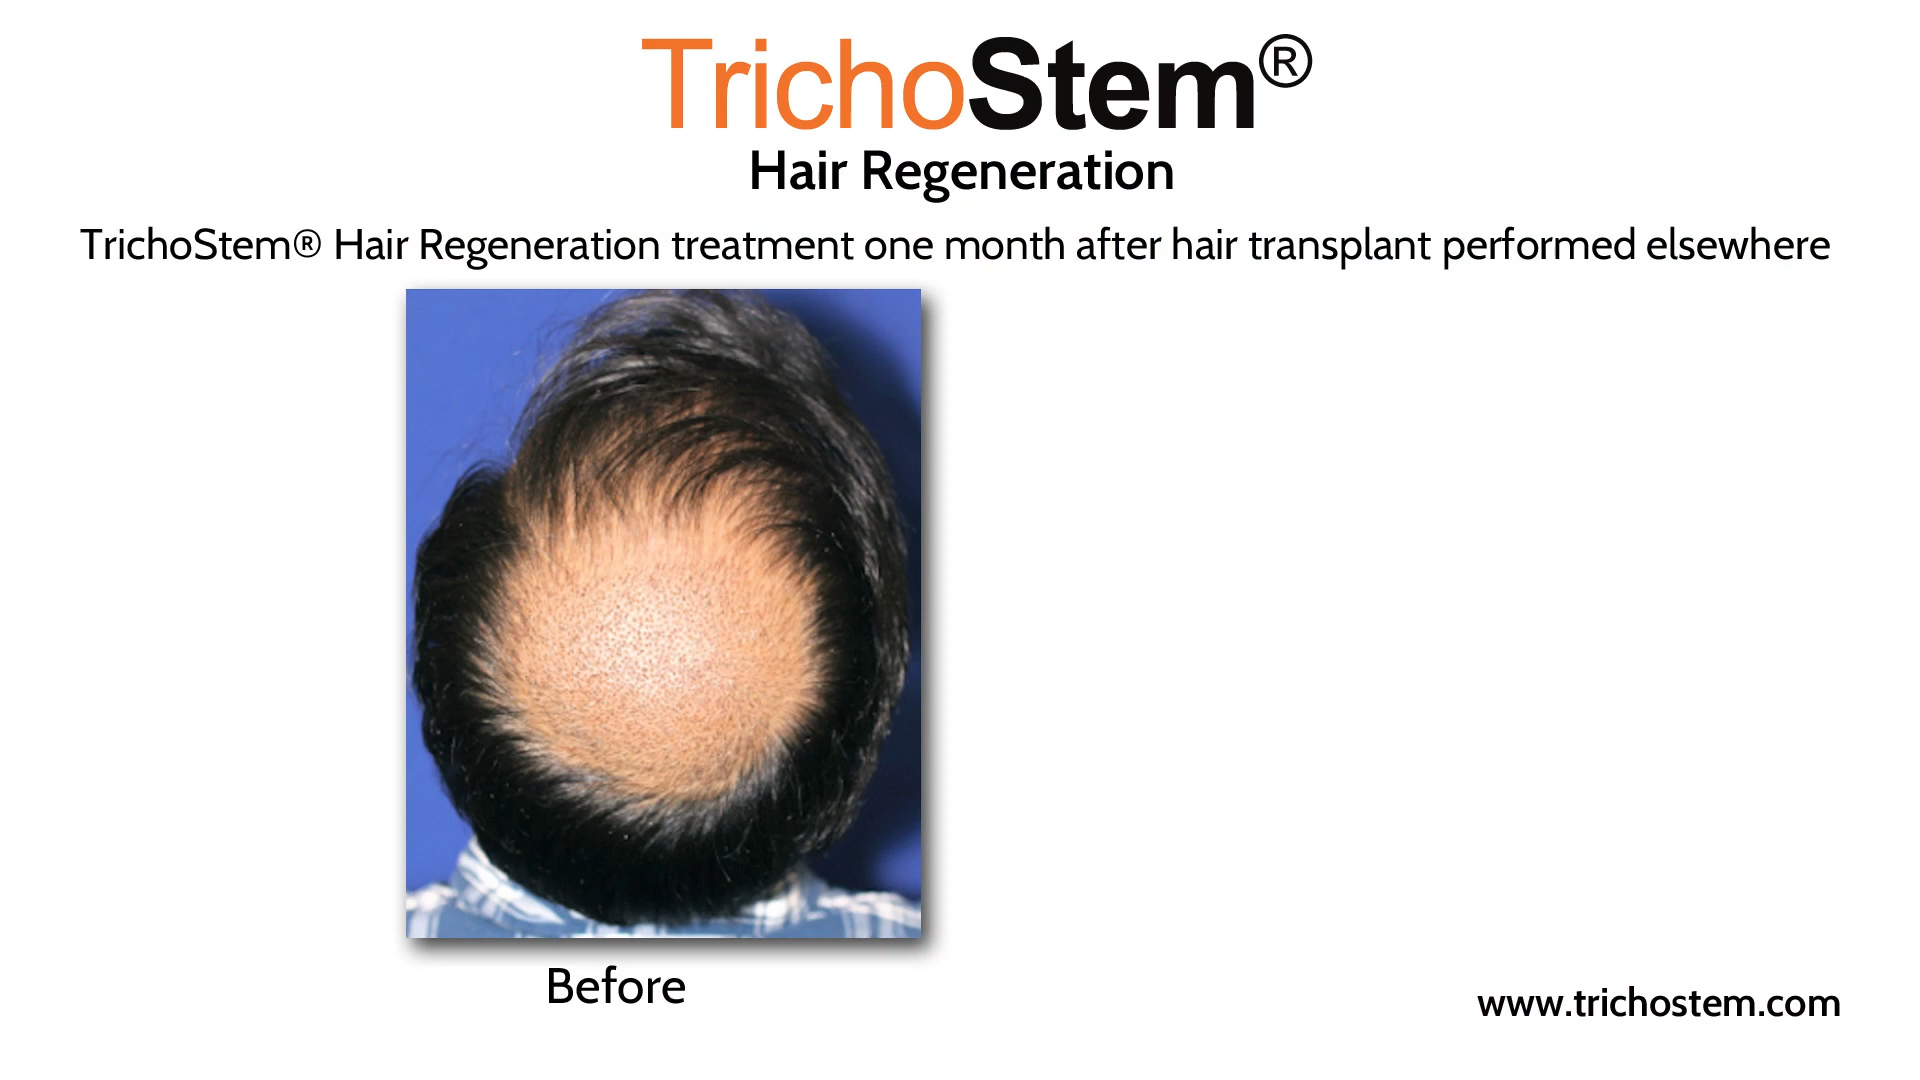 TrichoStem®
Hair Regeneration
TrichoStem® Hair Regeneration treatment one month after hair transplant performed elsewhere
Before
www.trichostem.com